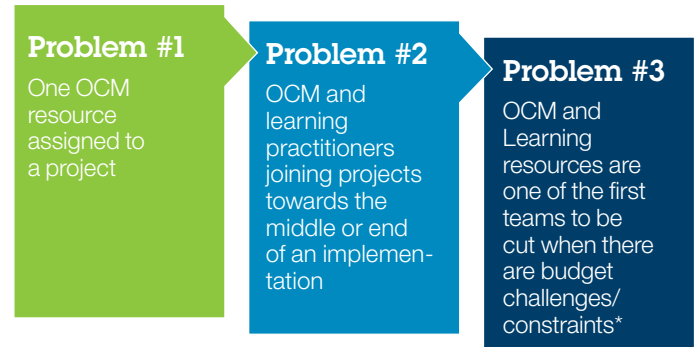 Problem #1
One OCM
resource
assigned to
a project
Problem #2
OCM and
learning
practitioners
joining projects
towards the
middle or end
of an implemen-
tation
Problem #3
OCM and
Learning
resources are
one of the first
teams to be
cut when there
are budget
challenges/
constraints*